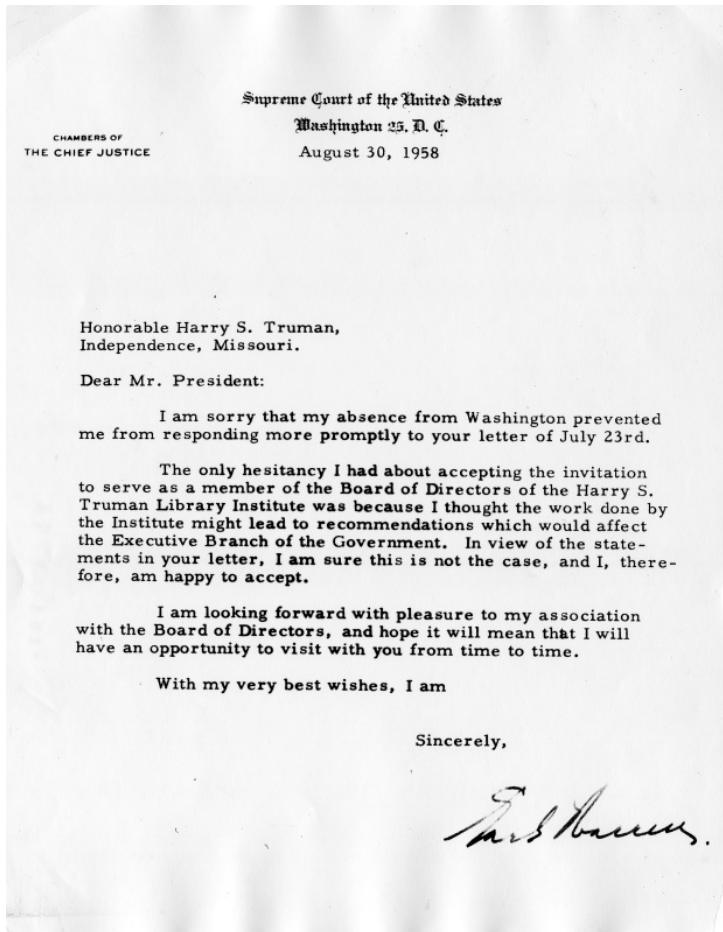 Supreme Court of the United States
Washington 25, D. C.
CHAMBERS OF
THE CHIEF JUSTICE
August 30, 1958
Honorable Harry S. Truman,
Independence, Missouri.
Dear Mr. President:
I am sorry that my absence from Washington prevented
me from responding more promptly to your letter of July 23rd.
The only hesitancy I had about accepting the invitation
to serve as a member of the Board of Directors of the Harry S.
Truman Library Institute was because I thought the work done by
the Institute might lead to recommendations which would affect
the Executive Branch of the Government. In view of the state-
ments in your letter, I am sure this is not the case, and I, there-
fore, am happy to accept.
I am looking forward with pleasure to my association
with the Board of Directors, and hope it will mean that I will
have an opportunity to visit with you from time to time.
With my very best wishes, I am
Sincerely,
Earl Warren.